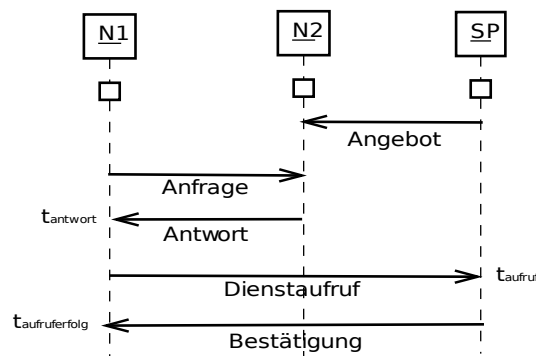 N1 N2 SP
Angebot
Anfrage
tantwort
Antwort
Dienstaufruf
taufruf
taufruferfolg
Bestätigung